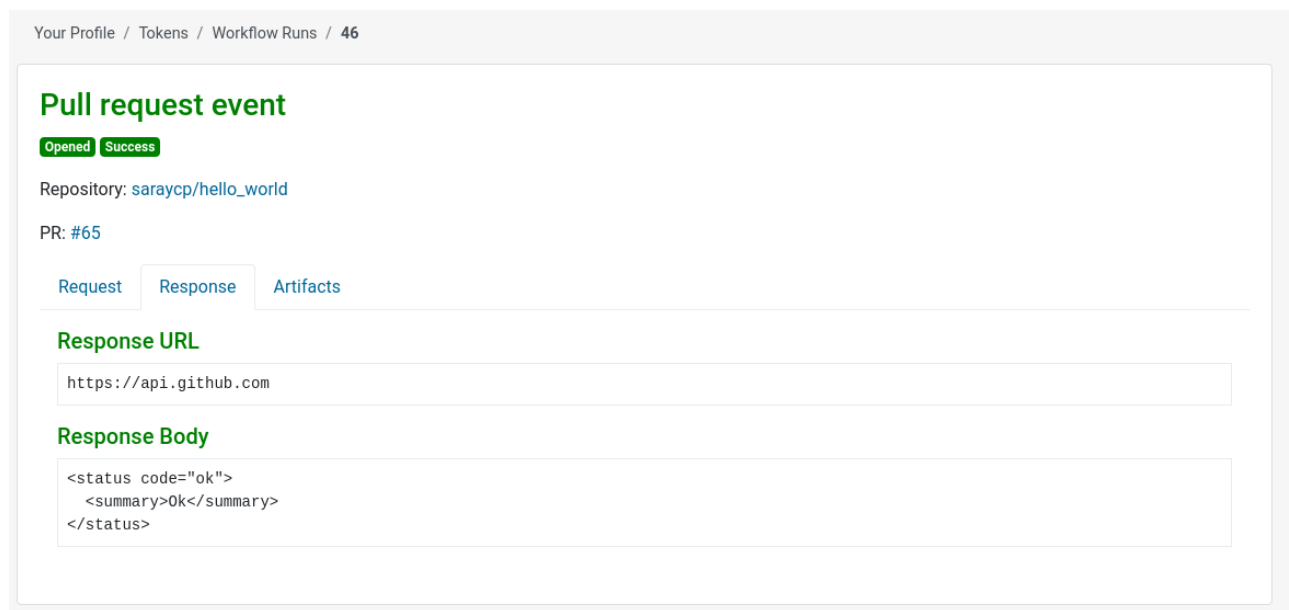 Your Profile / Tokens / Workflow Runs / 46
Pull request event
Opened Success
Repository: saraycp/hello_world
PR: #65
Request Response Artifacts
Response URL
https://api.github.com
Response Body
<status code="ok">
  <summary>Ok</summary>
</status>